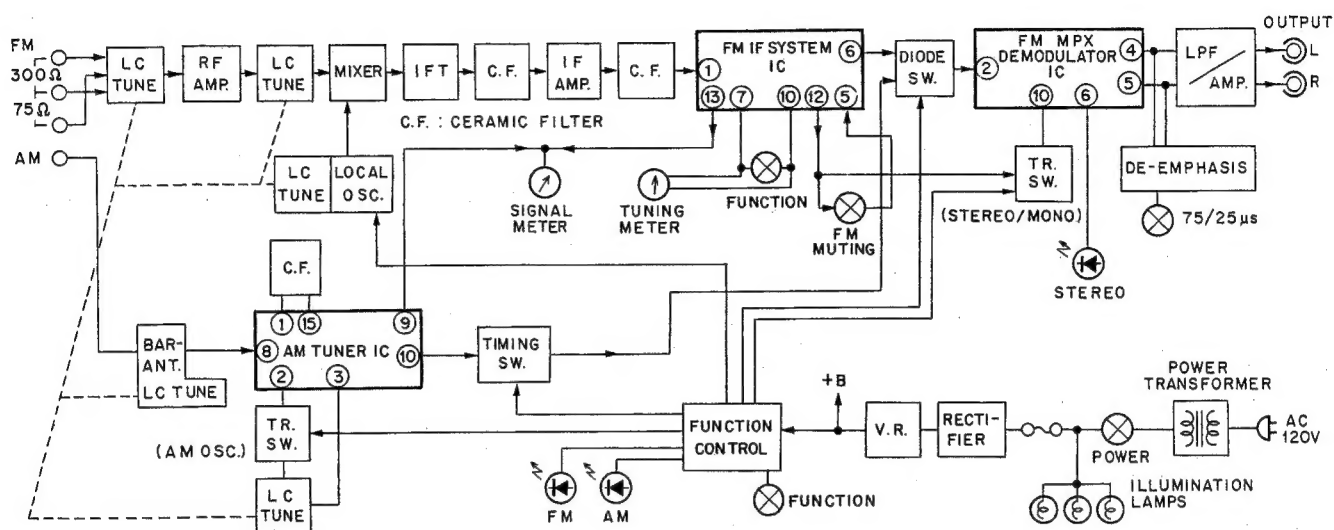 FM
300Ω
75Ω
AM
LC
TUNE
RF
AMP.
LC
TUNE
MIXER
IFT
C.F.
IF
AMP.
C.F.
C.F. : CERAMIC FILTER
LC
TUNE
LOCAL
OSC.
SIGNAL
METER
TUNING
METER
FUNCTION
FM
MUTING
FM IF SYSTEM
IC
1
6
13
7
10
12
5
DIODE
SW.
FM MPX
DEMODULATOR
IC
2
4
5
10
6
LPF
AMP.
OUTPUT
L
R
TR.
SW.
(STEREO/MONO)
STEREO
DE-EMPHASIS
75/25µs
C.F.
1
15
9
8
AM TUNER IC
10
2
3
BAR-
ANT.
LC TUNE
TR.
SW.
(AM OSC.)
LC
TUNE
TIMING
SW.
FUNCTION
CONTROL
FM
AM
FUNCTION
+B
V.R.
RECTI-
FIER
POWER
POWER
TRANSFORMER
AC
120V
ILLUMINATION
LAMPS